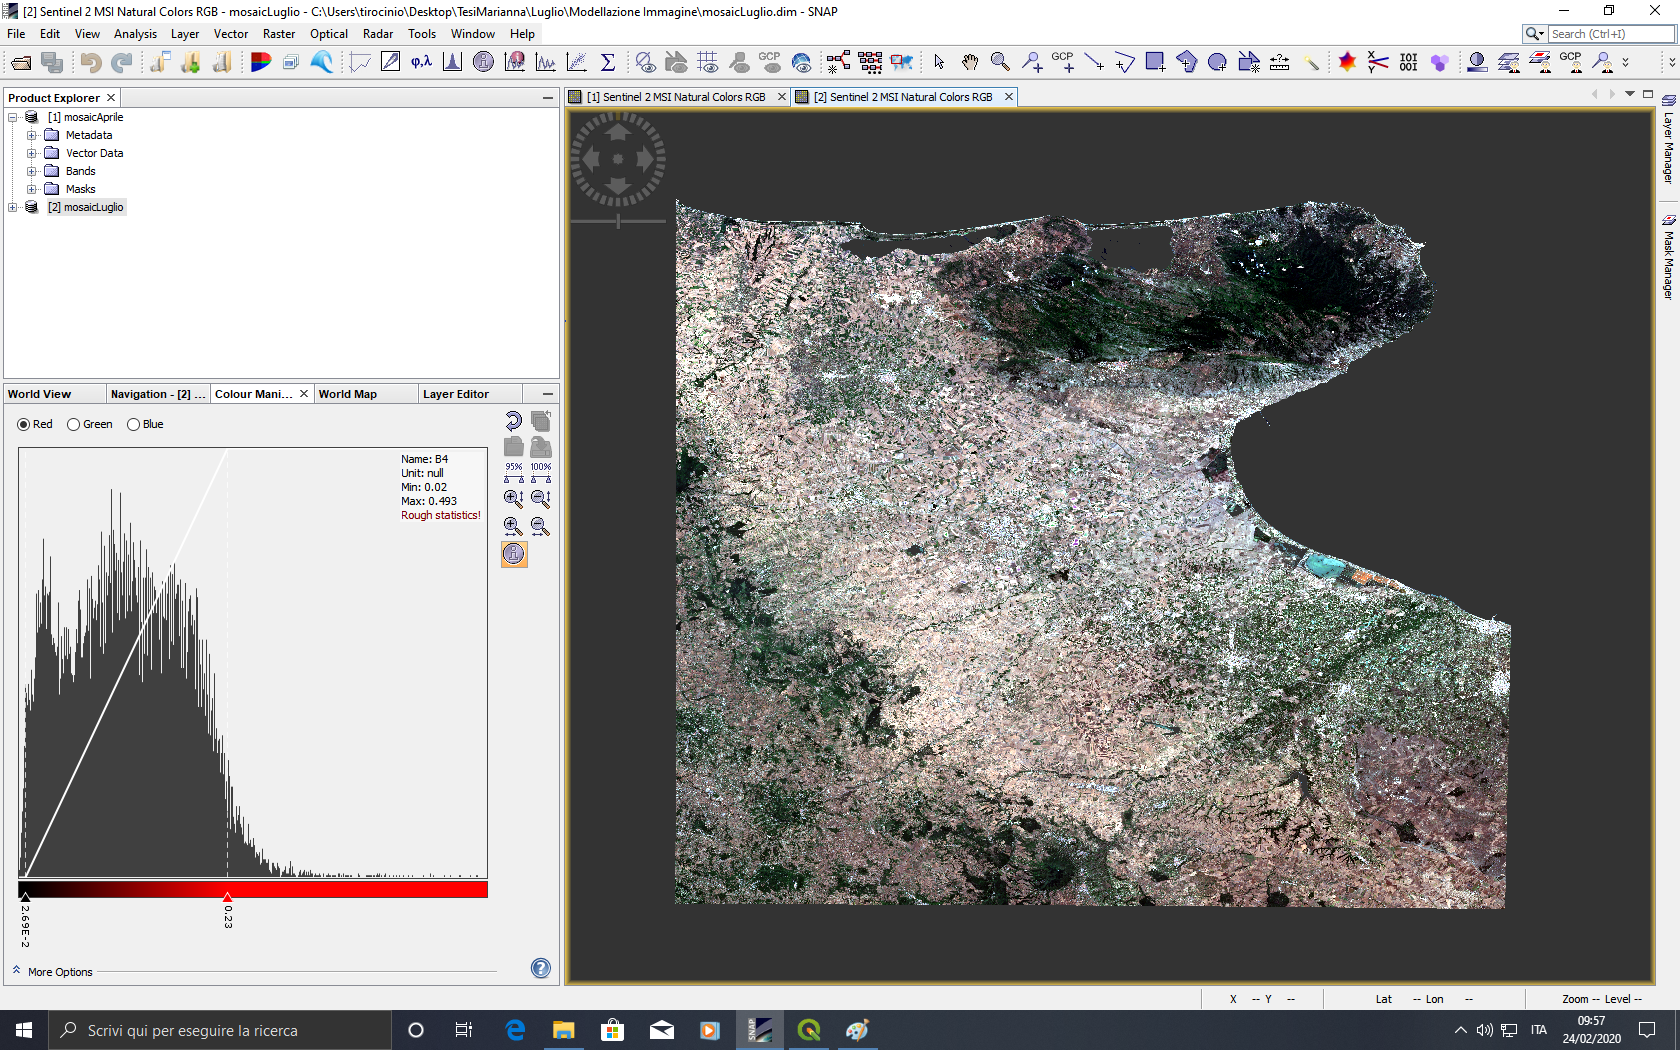 [2] Sentinel 2 MSI Natural Colors RGB - mosaicLuglio - C:\Users\tirocinio\Desktop\TesiMarianna\Luglio\Modellazione Immagine\mosaicLuglio.dim - SNAP
File Edit View Analysis Layer Vector Raster Optical Radar Tools Window Help
Search (Ctrl+I)
φ,λ GCP GCP GCP
Product Explorer
[1] Sentinel 2 MSI Natural Colors RGB
[2] Sentinel 2 MSI Natural Colors RGB
[1] mosaicAprile
Metadata
Vector Data
Bands
Masks
[2] mosaicLuglio
Layer Manager
Mask Manager
World View Navigation - [2] ... Colour Mani... World Map Layer Editor
Red Green Blue
Name: B4
Unit: null
Min: 0.02
Max: 0.493
Rough statistics!
95% 100%
2.69E-2
0.23
More Options
X -- Y -- Lat -- Lon -- Zoom -- Level --
Scrivi qui per eseguire la ricerca
SNAP
ITA
09:57
24/02/2020